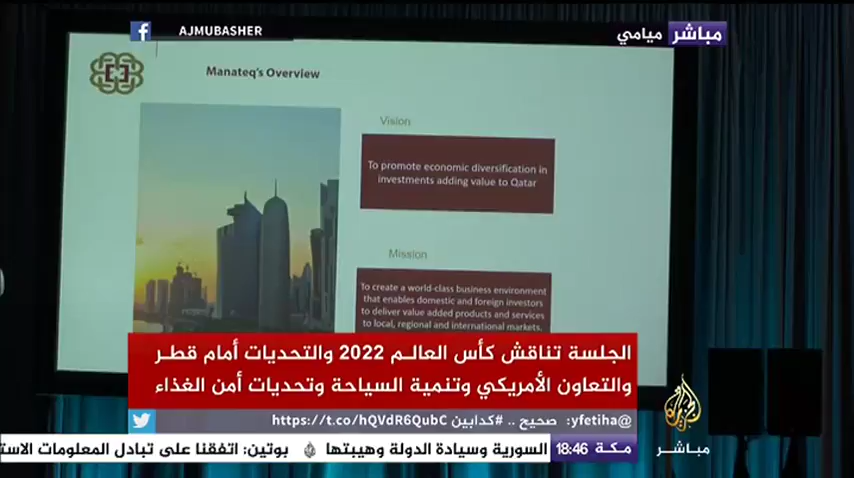 AJMUBASHER
مباشر ميامي
Manateq's Overview
Vision
To promote economic diversification in
investments adding value to Qatar
Mission
To create a world-class business environment
that enables domestic and foreign investors
to deliver value added products and services
to local, regional and international markets.
الجلسة تناقش كأس العالم 2022 والتحديات أمام قطر
والتعاون الأمريكي وتنمية السياحة وتحديات أمن الغذاء
@yfetiha: صحيح .. #كدابين https://t.co/hQVdR6QubC
الجزيرة
مباشر
مكة 18:46 السورية وسيادة الدولة وهيبتها بوتين: اتفقنا على تبادل المعلومات الاست